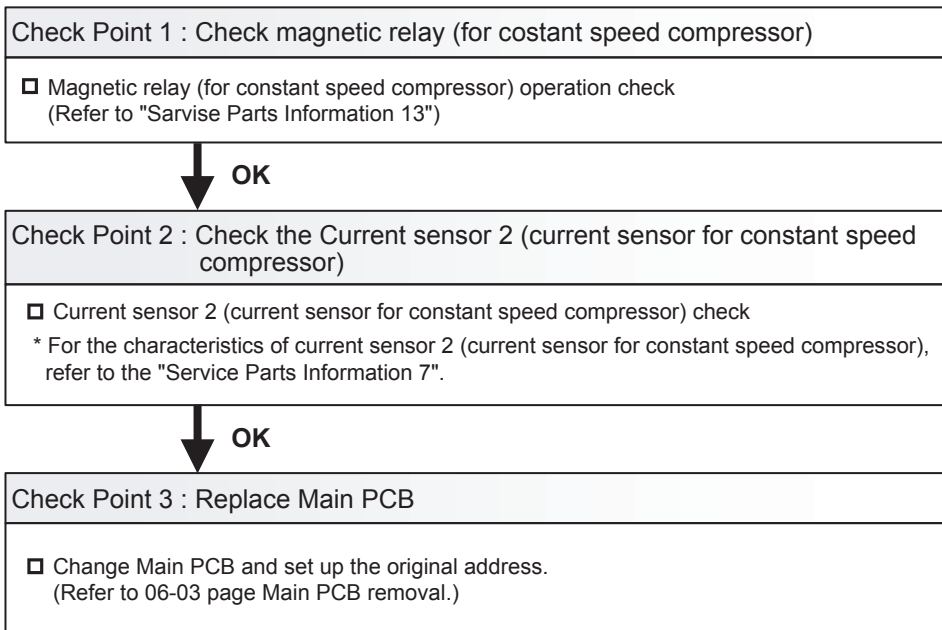 Check Point 1 : Check magnetic relay (for costant speed compressor)
Magnetic relay (for constant speed compressor) operation check
(Refer to "Sarvise Parts Information 13")
OK
Check Point 2 : Check the Current sensor 2 (current sensor for constant speed
compressor)
Current sensor 2 (current sensor for constant speed compressor) check
* For the characteristics of current sensor 2 (current sensor for constant speed compressor),
refer to the "Service Parts Information 7".
OK
Check Point 3 : Replace Main PCB
Change Main PCB and set up the original address.
(Refer to 06-03 page Main PCB removal.)